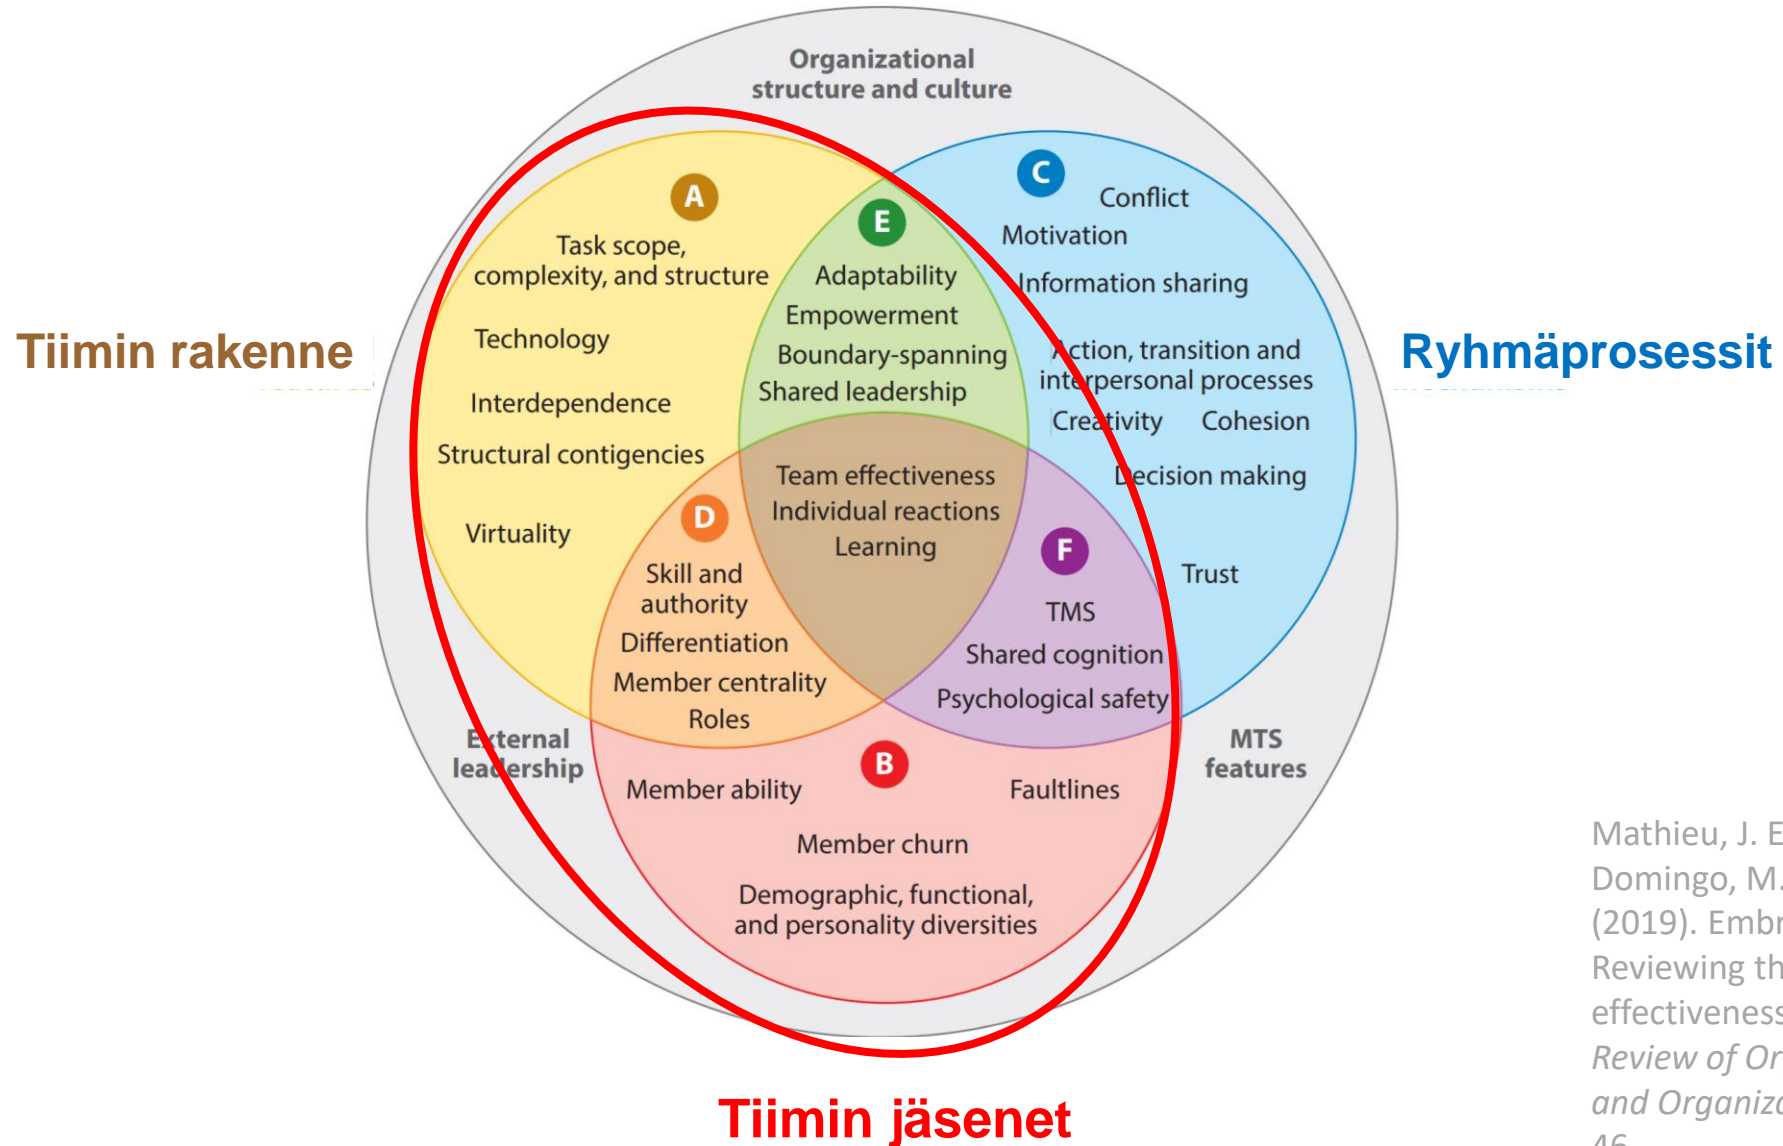 Organizational
structure and culture
A
Task scope,
complexity, and structure
Technology
Interdependence
Structural contigencies
Virtuality
E
Adaptability
Empowerment
Boundary-spanning
Shared leadership
C
Conflict
Motivation
Information sharing
Action, transition and
interpersonal processes
Creativity Cohesion
Decision making
Trust
Tiimin rakenne
Ryhmäprosessit
Team effectiveness
Individual reactions
Learning
D
Skill and
authority
Differentiation
Member centrality
Roles
F
TMS
Shared cognition
Psychological safety
External
leadership
MTS
features
B
Member ability
Faultlines
Member churn
Demographic, functional,
and personality diversities
Tiimin jäsenet
Mathieu, J. E
Domingo, M.
(2019). Embr
Reviewing th
effectiveness
Review of Or
and Organiza
46